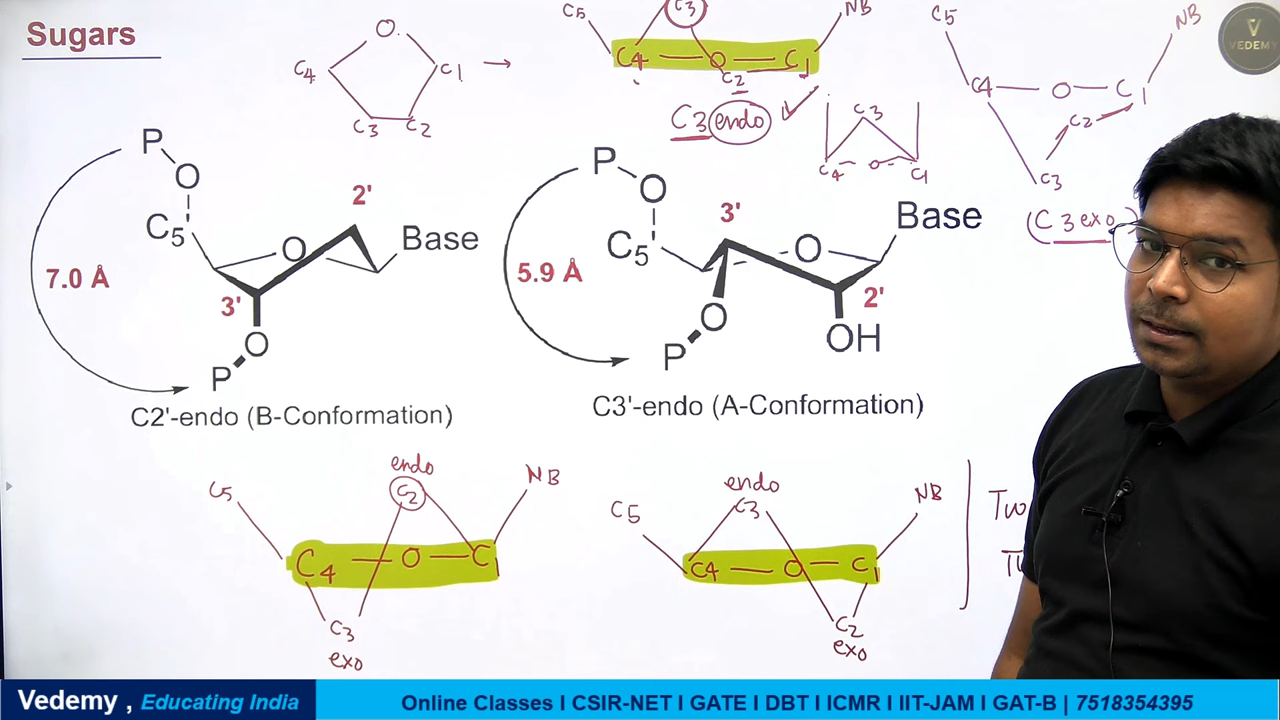 Sugars
O
C4
C1
C3
C2
C5
C3
NB
C4 — O — C1
C2
C3 endo
C3
C4 -- O -- C1
C5
NB
C4 — O — C1
C2
C3
(C3 exo)
VEDEMY
P
O
C5'
O
2'
Base
7.0 Å
3'
O
P
C2'-endo (B-Conformation)
P
O
C5'
3'
O
Base
5.9 Å
2'
O
OH
P
C3'-endo (A-Conformation)
endo
C5
C2
NB
C4 — O — C1
C3
exo
endo
C5
C3
NB
C4 — O — C1
C2
exo
Vedemy , Educating India
Online Classes I CSIR-NET I GATE I DBT I ICMR I IIT-JAM I GAT-B | 7518354395